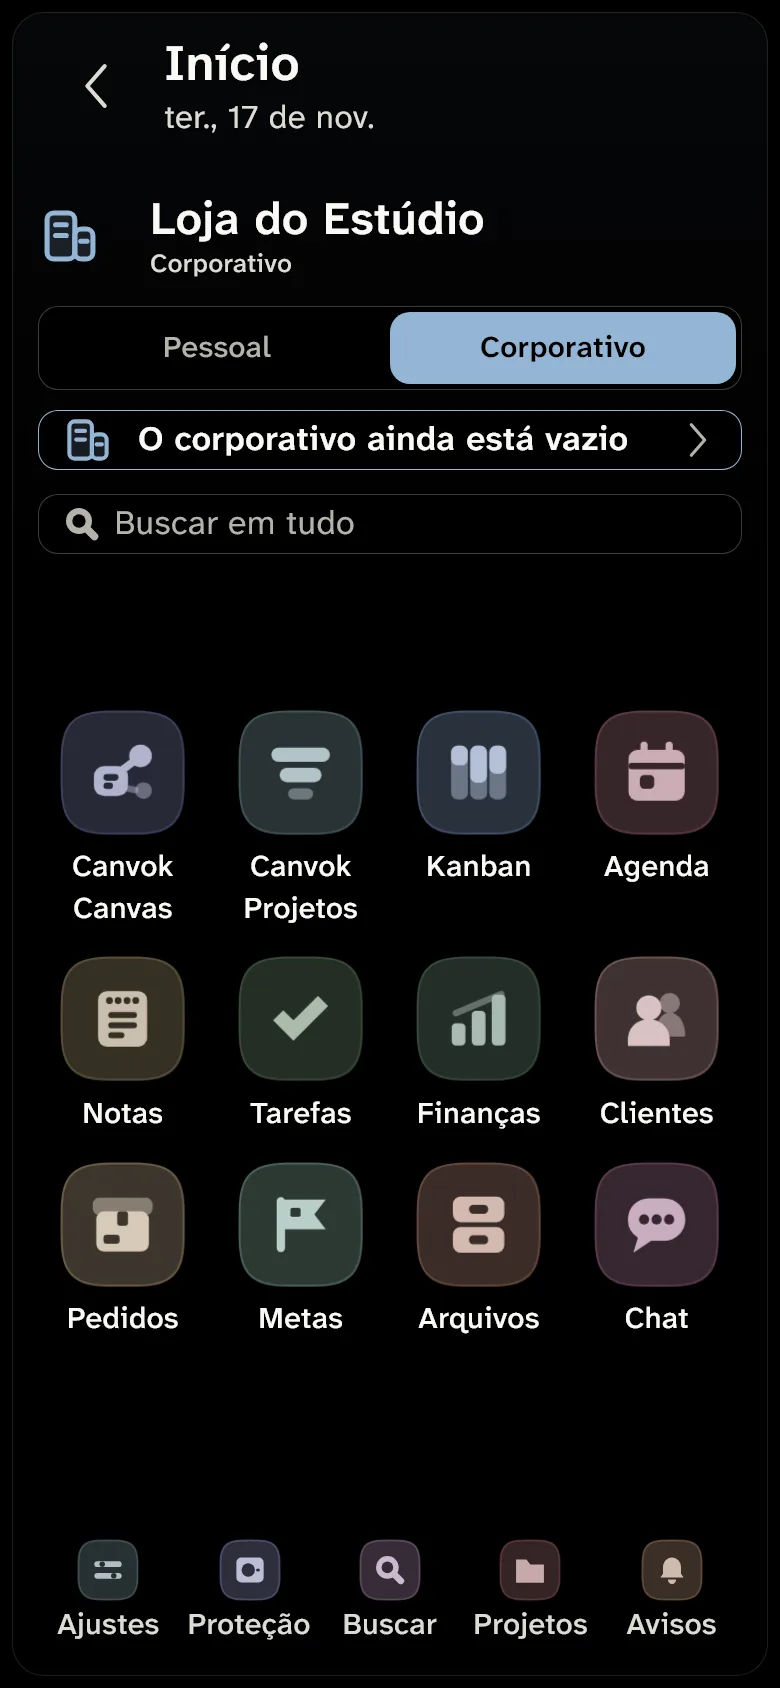 Início
ter., 17 de nov.
Loja do Estúdio
Corporativo
Pessoal
Corporativo
O corporativo ainda está vazio
Buscar em tudo
Canvok
Canvas
Canvok
Projetos
Kanban
Agenda
Notas
Tarefas
Finanças
Clientes
Pedidos
Metas
Arquivos
Chat
Ajustes
Proteção
Buscar
Projetos
Avisos